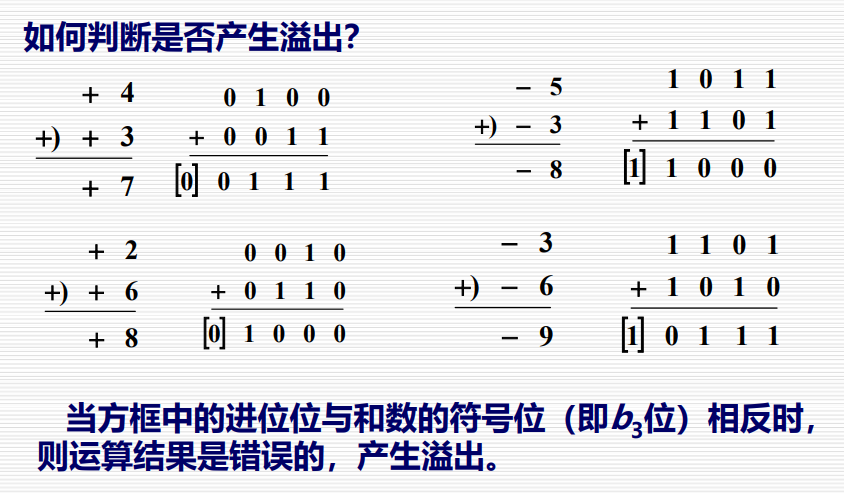 如何判断是否产生溢出?
+ 4
+) + 3
+ 7
0 1 0 0
+ 0 0 1 1
[0] 0 1 1 1
- 5
+) - 3
- 8
1 0 1 1
+ 1 1 0 1
[1] 1 0 0 0
+ 2
+) + 6
+ 8
0 0 1 0
+ 0 1 1 0
[0] 1 0 0 0
- 3
+) - 6
- 9
1 1 0 1
+ 1 0 1 0
[1] 0 1 1 1
当方框中的进位位与和数的符号位（即b3位）相反时，
则运算结果是错误的，产生溢出。